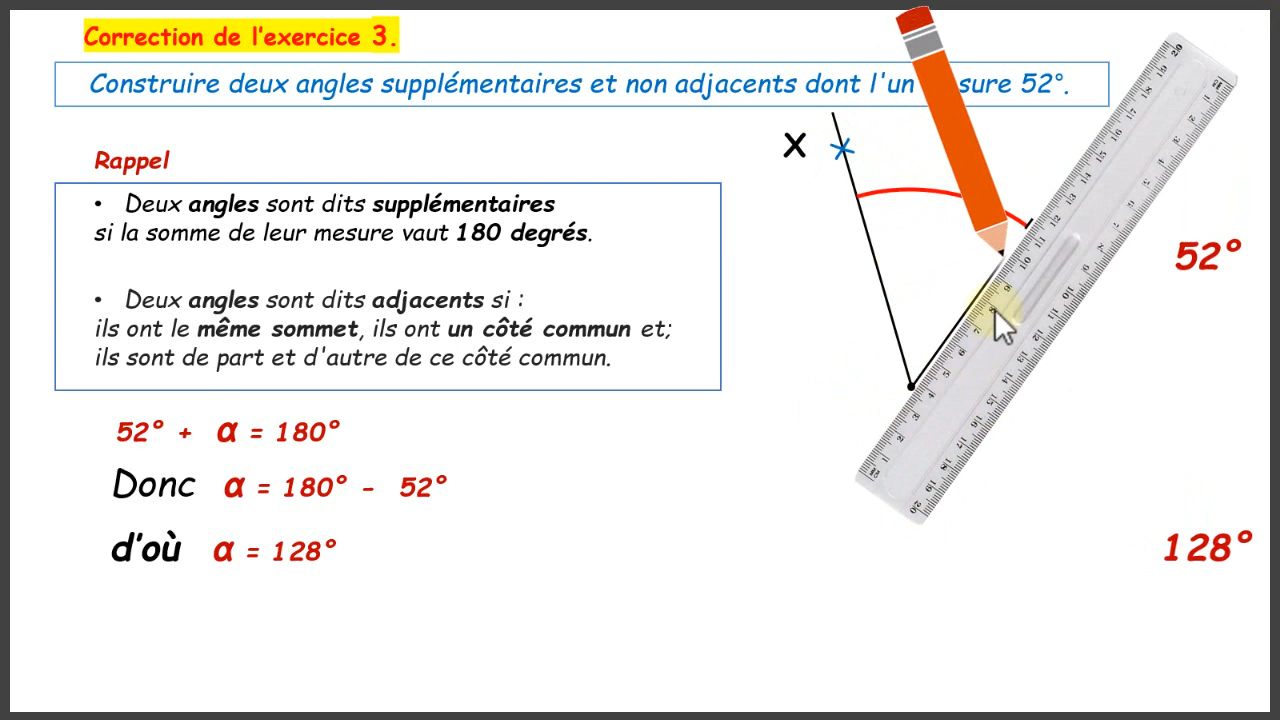 Correction de l'exercice 3.
Construire deux angles supplémentaires et non adjacents dont l'un sure 52°.
Rappel
• Deux angles sont dits supplémentaires
si la somme de leur mesure vaut 180 degrés.
• Deux angles sont dits adjacents si :
ils ont le même sommet, ils ont un côté commun et;
ils sont de part et d'autre de ce côté commun.
52° + α = 180°
Donc α = 180° - 52°
d'où α = 128°
X
52°
128°